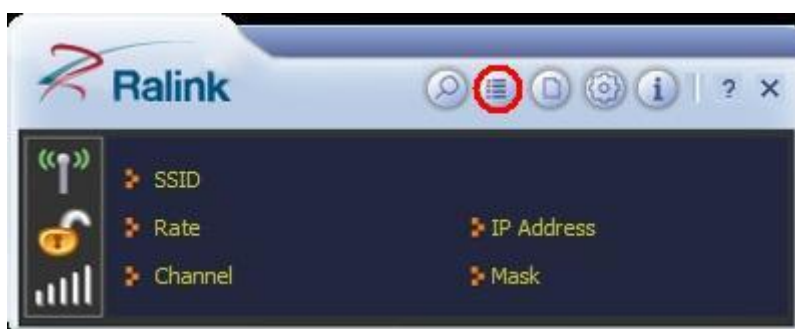 Ralink
i ? ×
SSID
Rate IP Address
Channel Mask